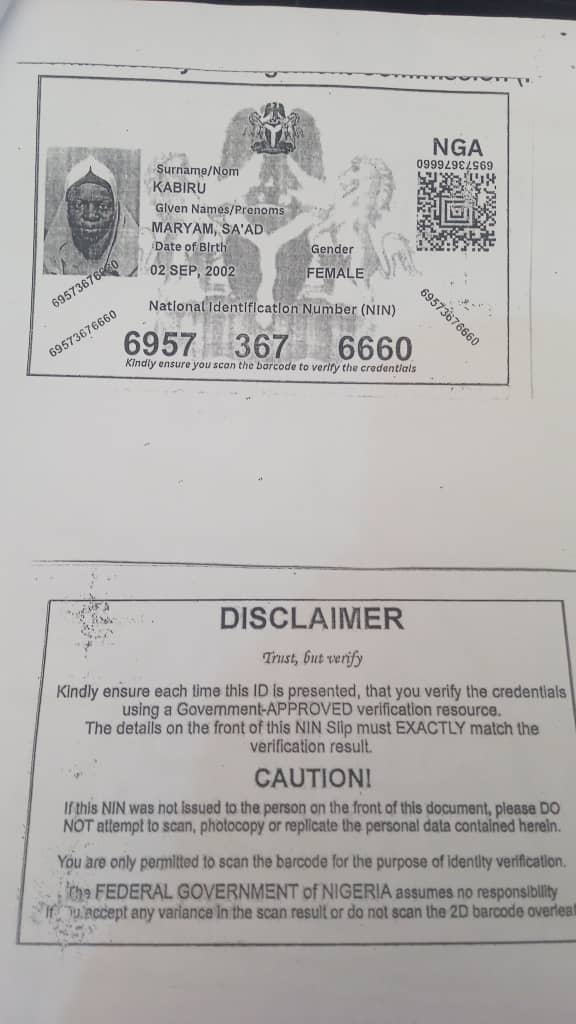 NGA
69573676660
Surname/Nom
KABIRU
Given Names/Prenoms
MARYAM, SA'AD
Date of Birth
Gender
02 SEP, 2002
FEMALE
69573676660
69573676660
69573676660
National Identification Number (NIN)
6957 367 6660
Kindly ensure you scan the barcode to verify the credentials
DISCLAIMER
Trust, but verify
Kindly ensure each time this ID is presented, that you verify the credentials
using a Government-APPROVED verification resource.
The details on the front of this NIN Slip must EXACTLY match the
verification result.
CAUTION!
If this NIN was not issued to the person on the front of this document, please DO
NOT attempt to scan, photocopy or replicate the personal data contained herein.
You are only permitted to scan the barcode for the purpose of identity verification.
The FEDERAL GOVERNMENT of NIGERIA assumes no responsibility
If you accept any variance in the scan result or do not scan the 2D barcode overleaf